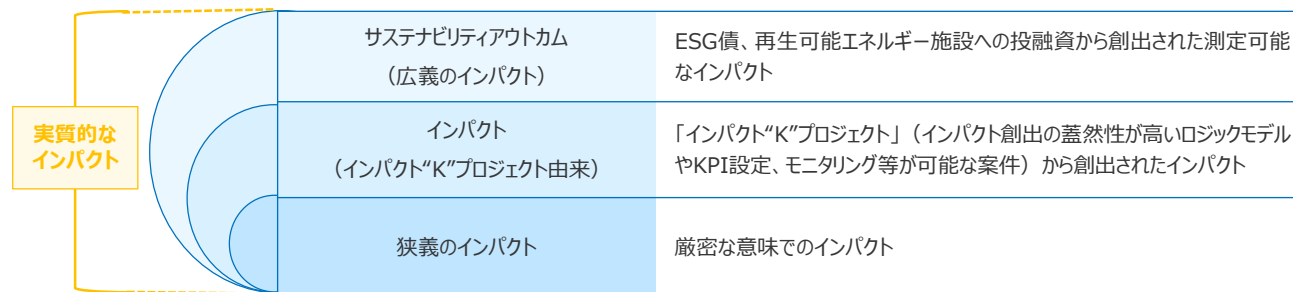 実質的な
インパクト
サステナビリティアウトカム
（広義のインパクト）
ESG債、再生可能エネルギー施設への投融資から創出された測定可能
なインパクト
インパクト
（インパクト“K”プロジェクト由来）
「インパクト“K”プロジェクト」（インパクト創出の蓋然性が高いロジックモデル
やKPI設定、モニタリング等が可能な案件）から創出されたインパクト
狭義のインパクト
厳密な意味でのインパクト